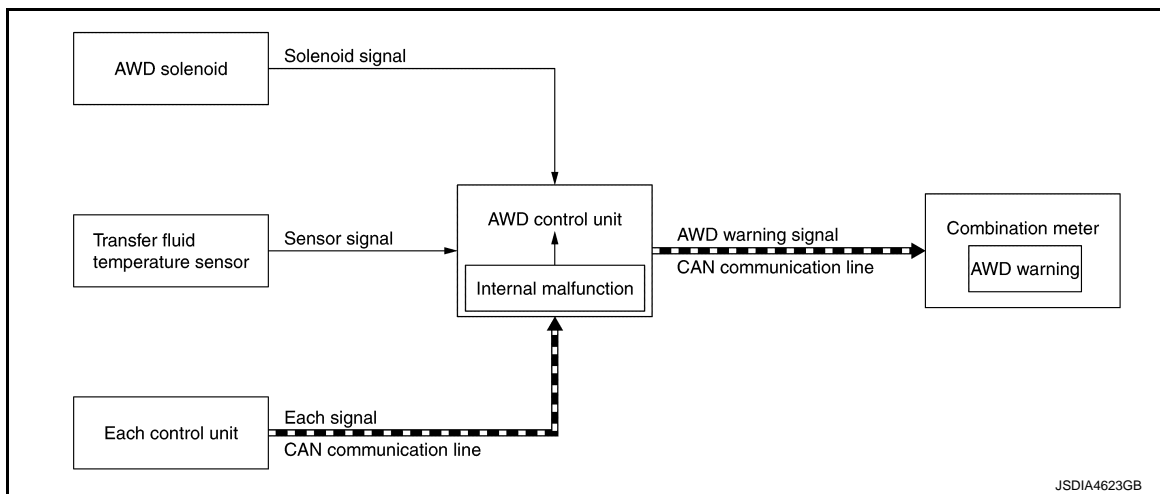 AWD solenoid
Solenoid signal
Transfer fluid
temperature sensor
Sensor signal
AWD control unit
Internal malfunction
AWD warning signal
CAN communication line
Combination meter
AWD warning
Each control unit
Each signal
CAN communication line
JSDIA4623GB